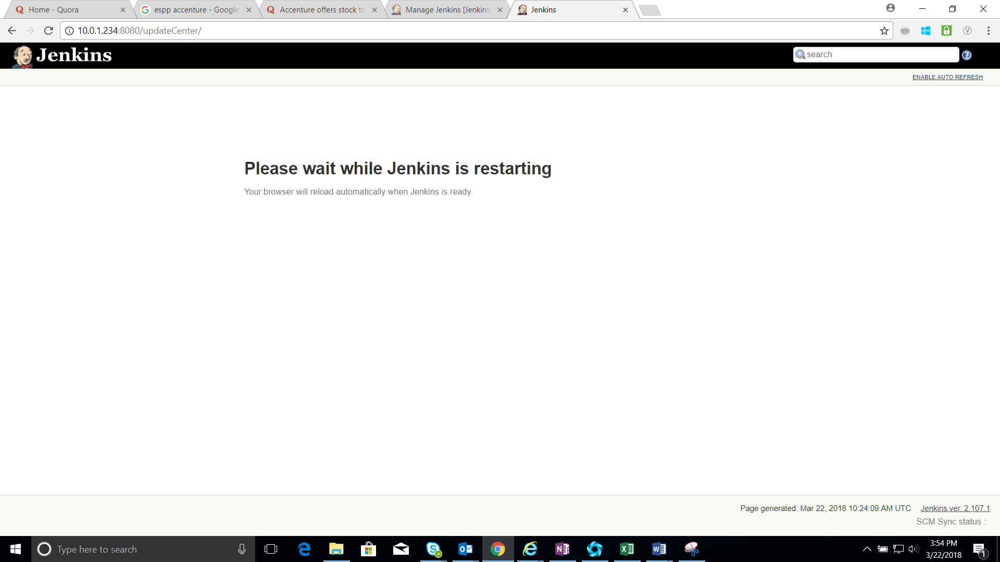 Home - Quora
espp accenture - Google
Accenture offers stock to
Manage Jenkins [Jenkins]
Jenkins
10.0.1.234:8080/updateCenter/
Jenkins
search
ENABLE AUTO REFRESH
Please wait while Jenkins is restarting
Your browser will reload automatically when Jenkins is ready.
Page generated: Mar 22, 2018 10:24:09 AM UTC
Jenkins ver. 2.107.1
SCM Sync status :
Type here to search
3:54 PM
3/22/2018
1